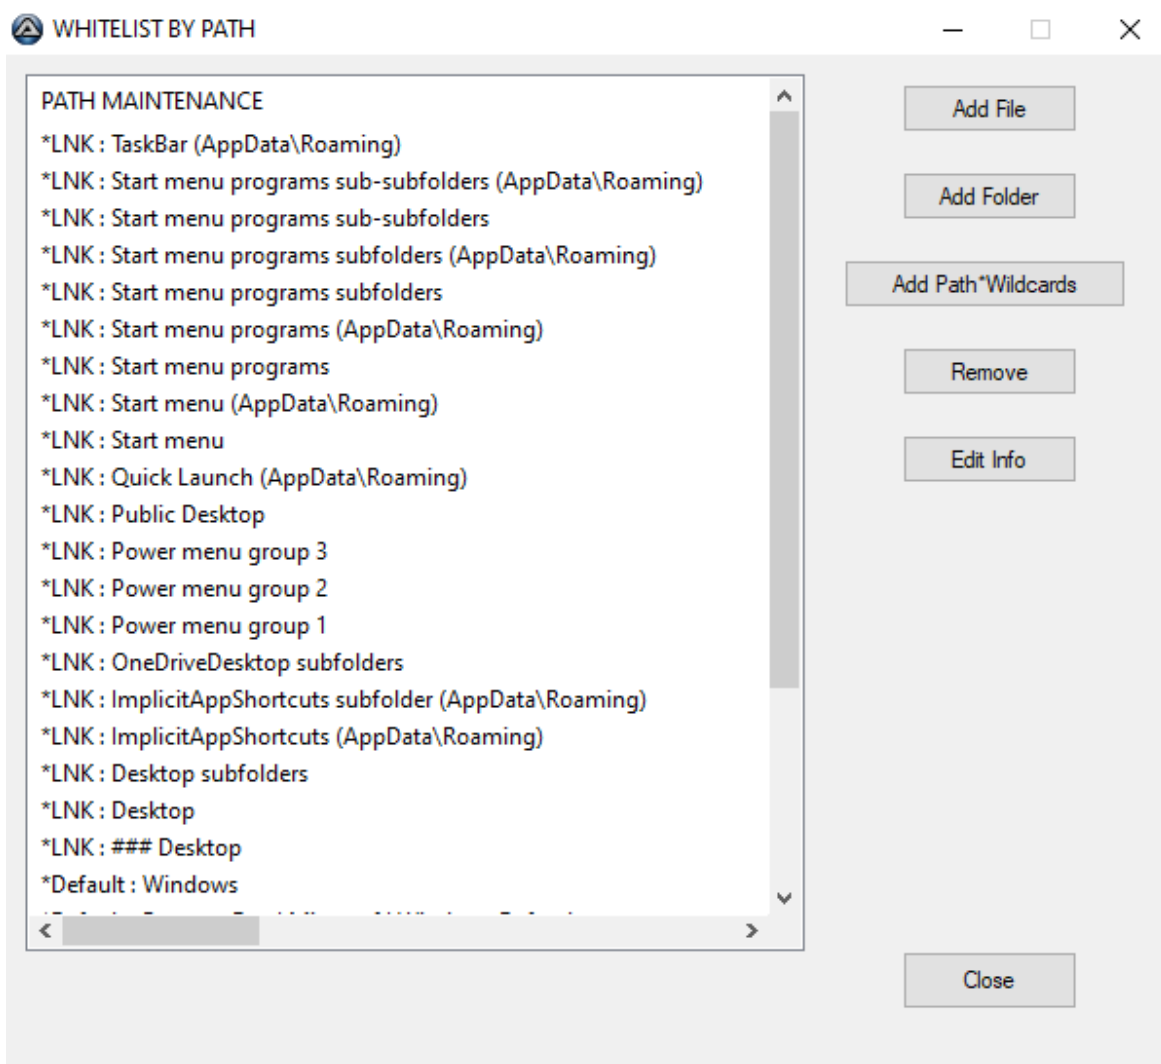 WHITELIST BY PATH
PATH MAINTENANCE
*LNK : TaskBar (AppData\Roaming)
*LNK : Start menu programs sub-subfolders (AppData\Roaming)
*LNK : Start menu programs sub-subfolders
*LNK : Start menu programs subfolders (AppData\Roaming)
*LNK : Start menu programs subfolders
*LNK : Start menu programs (AppData\Roaming)
*LNK : Start menu programs
*LNK : Start menu (AppData\Roaming)
*LNK : Start menu
*LNK : Quick Launch (AppData\Roaming)
*LNK : Public Desktop
*LNK : Power menu group 3
*LNK : Power menu group 2
*LNK : Power menu group 1
*LNK : OneDriveDesktop subfolders
*LNK : ImplicitAppShortcuts subfolder (AppData\Roaming)
*LNK : ImplicitAppShortcuts (AppData\Roaming)
*LNK : Desktop subfolders
*LNK : Desktop
*LNK : ### Desktop
*Default : Windows
Add File
Add Folder
Add Path*Wildcards
Remove
Edit Info
Close